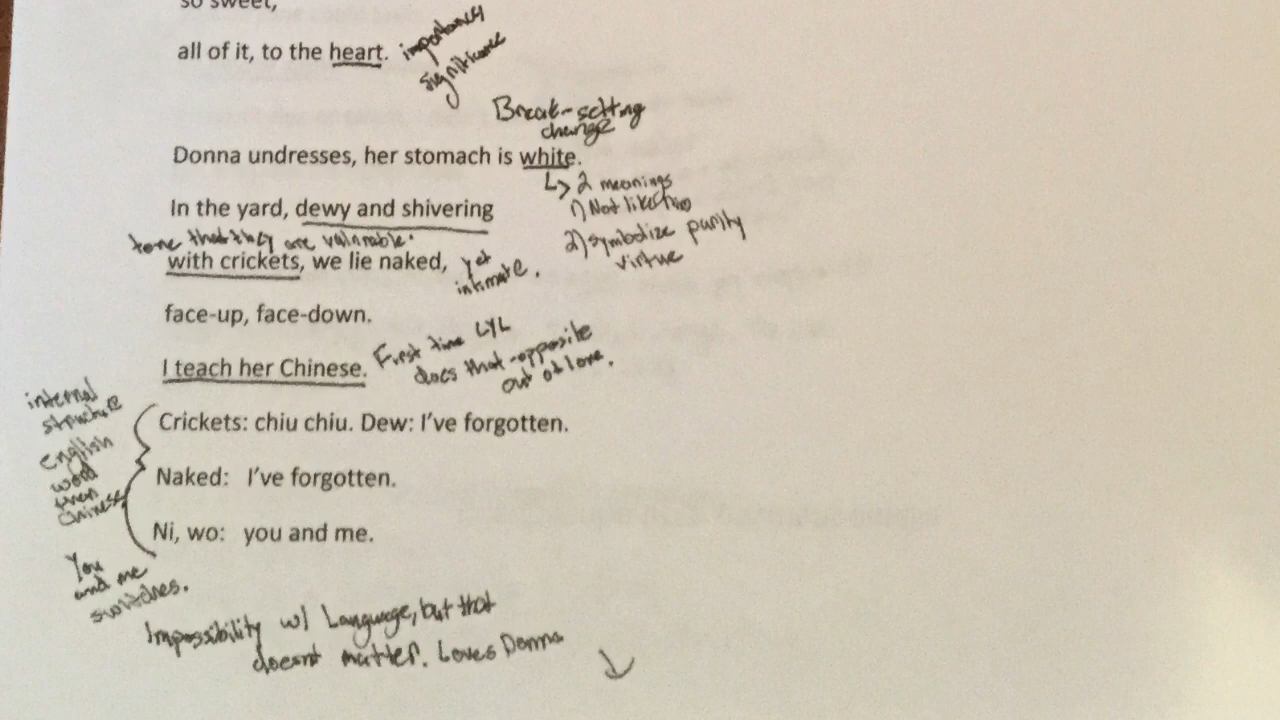 so sweet,
all of it, to the heart.
importance
significance
Break-setting
change
Donna undresses, her stomach is white.
↳ 2 meanings
1) Not like him
2) symbolize purity
virtue
In the yard, dewy and shivering
tone that they are valnrable.
with crickets, we lie naked,
yet
intimate.
face-up, face-down.
I teach her Chinese.
First time LYL
does that - opposite
out of love.
internal
structure
English
word
then
Chinese
Crickets: chiu chiu. Dew: I've forgotten.
Naked: I've forgotten.
Ni, wo: you and me.
You
and me
switches.
Impossibility w/ Language, but that
doesnt matter. Loves Donna